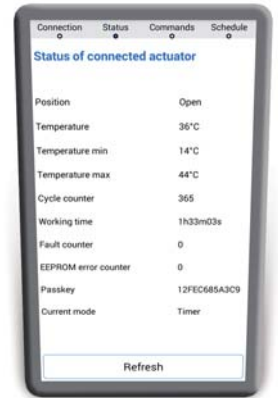 Connection Status Commands Schedule
Status of connected actuator
Position Open
Temperature 36°C
Temperature min 14°C
Temperature max 44°C
Cycle counter 365
Working time 1h33m03s
Fault counter 0
EEPROM error counter 0
Passkey 12FEC685A3C9
Current mode Timer
Refresh